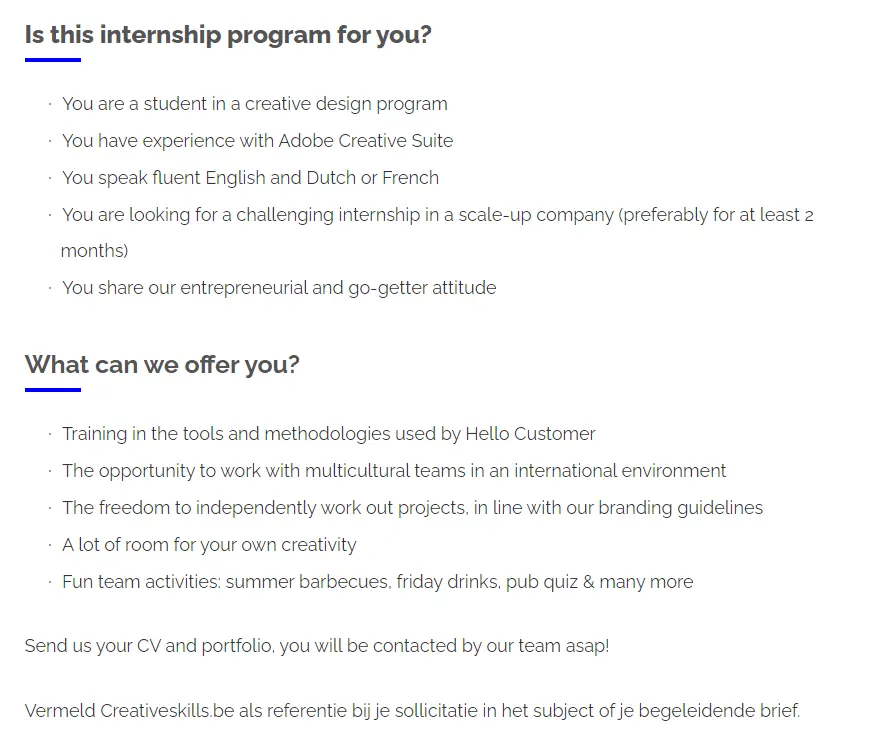 Is this internship program for you?
· You are a student in a creative design program
· You have experience with Adobe Creative Suite
· You speak fluent English and Dutch or French
· You are looking for a challenging internship in a scale-up company (preferably for at least 2
months)
· You share our entrepreneurial and go-getter attitude
What can we offer you?
· Training in the tools and methodologies used by Hello Customer
· The opportunity to work with multicultural teams in an international environment
· The freedom to independently work out projects, in line with our branding guidelines
· A lot of room for your own creativity
· Fun team activities: summer barbecues, friday drinks, pub quiz & many more
Send us your CV and portfolio, you will be contacted by our team asap!
Vermeld Creativeskills.be als referentie bij je sollicitatie in het subject of je begeleidende brief.